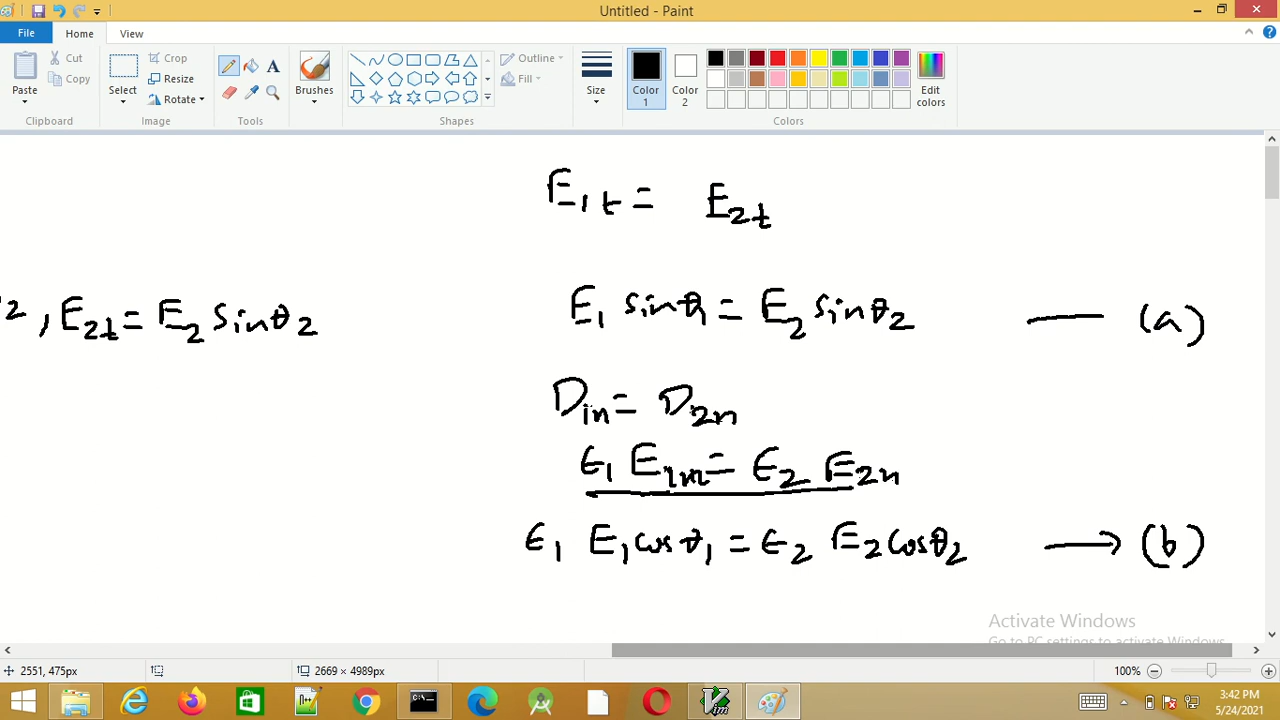 Untitled - Paint
File Home View
Paste
Cut
Copy
Clipboard
Select
Crop
Resize
Rotate
Image
Tools
Brushes
Outline
Fill
Shapes
Size
Color 1
Color 2
Edit colors
Colors
E1t = E2t
2 , E2t = E2 sinθ2
E1 sinθ1 = E2 sinθ2 —— (a)
D1n = D2n
ϵ1 E1n = ϵ2 E2n
ϵ1 E1 cosθ1 = ϵ2 E2 cosθ2 → (b)
Activate Windows
Go to PC settings to activate Windows.
2551, 475px
2669 × 4989px
100%
3:42 PM
5/24/2021